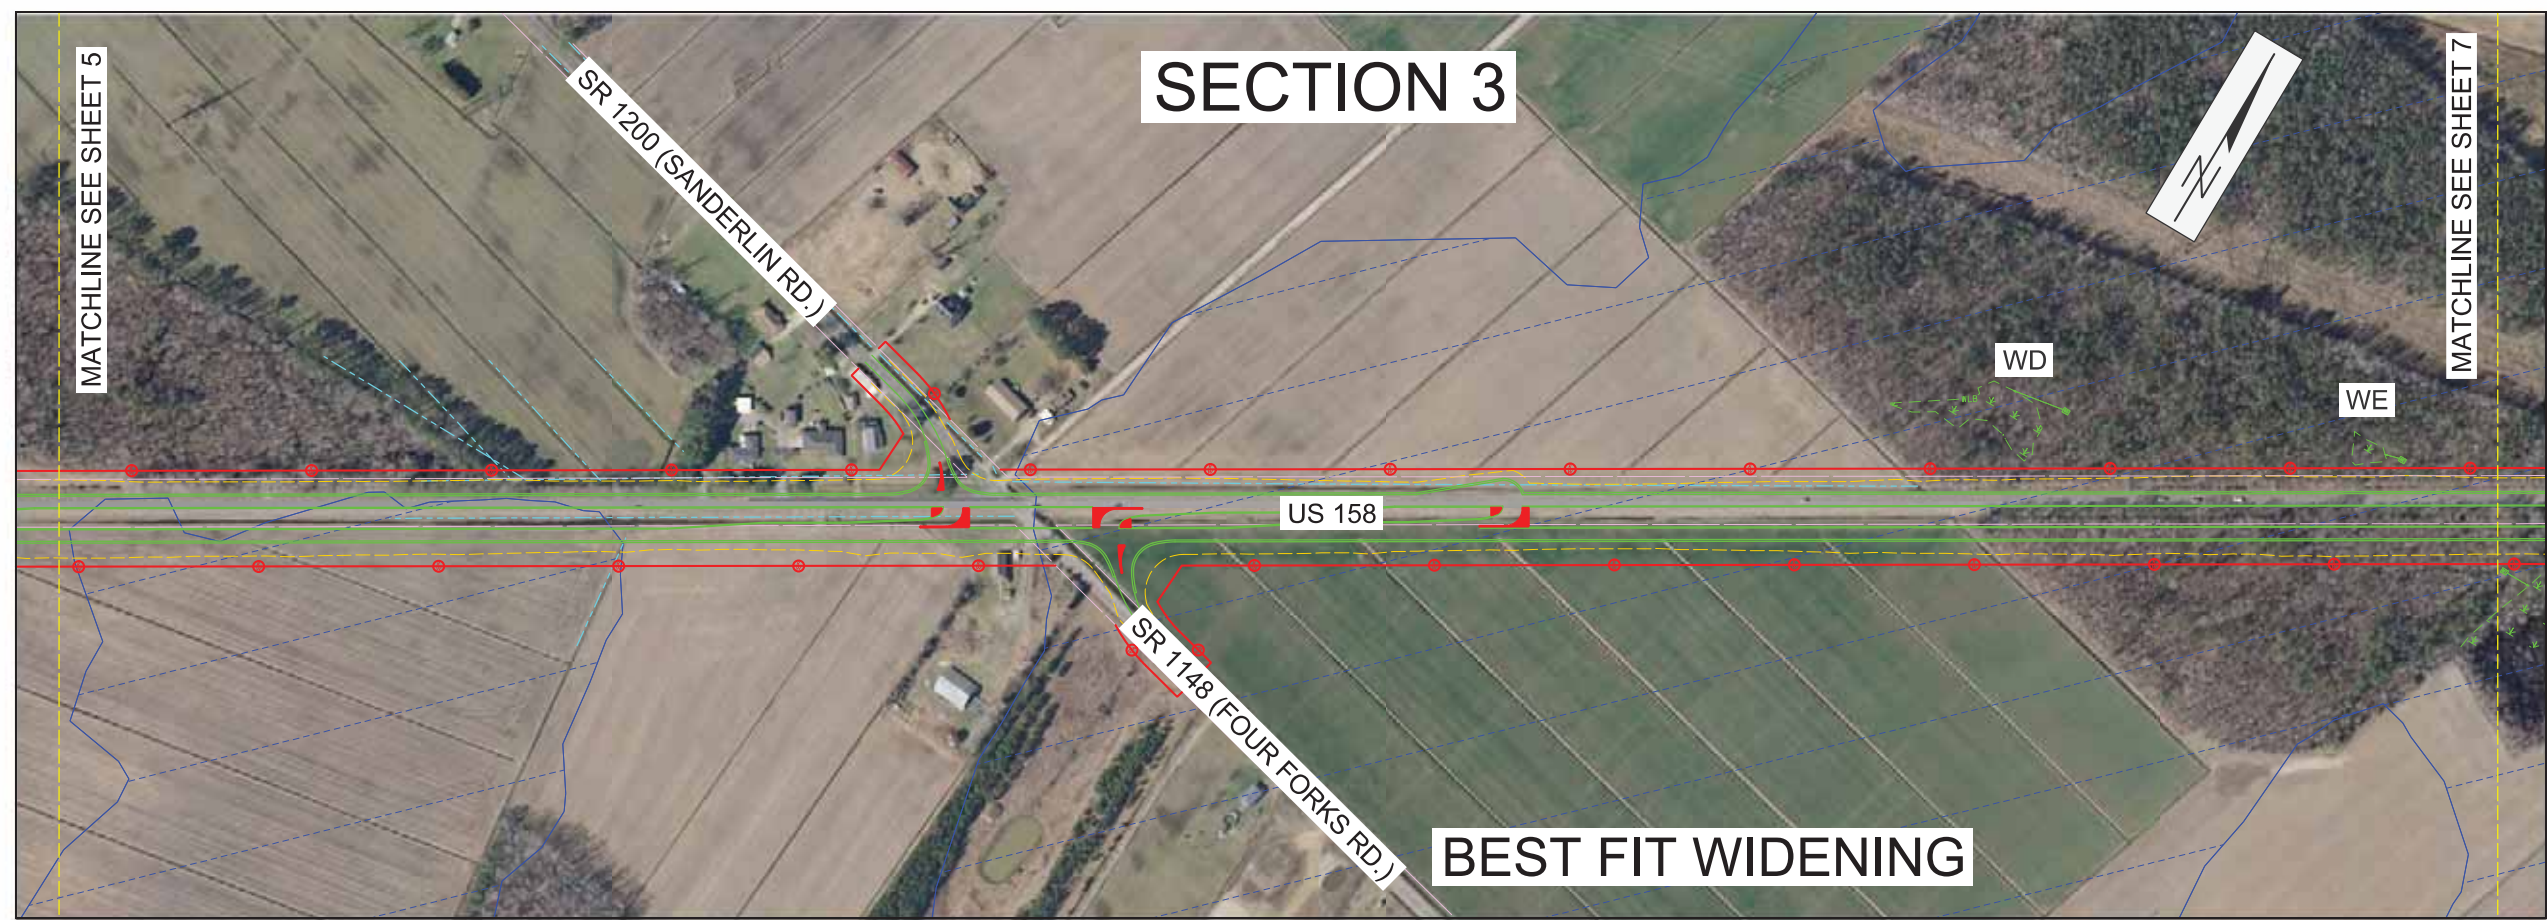 MATCHLINE SEE SHEET 5
SR 1200 (SANDERLIN RD.)
SECTION 3
N
MATCHLINE SEE SHEET 7
WD
WLB
WE
US 158
SR 1148 (FOUR FORKS RD.)
BEST FIT WIDENING